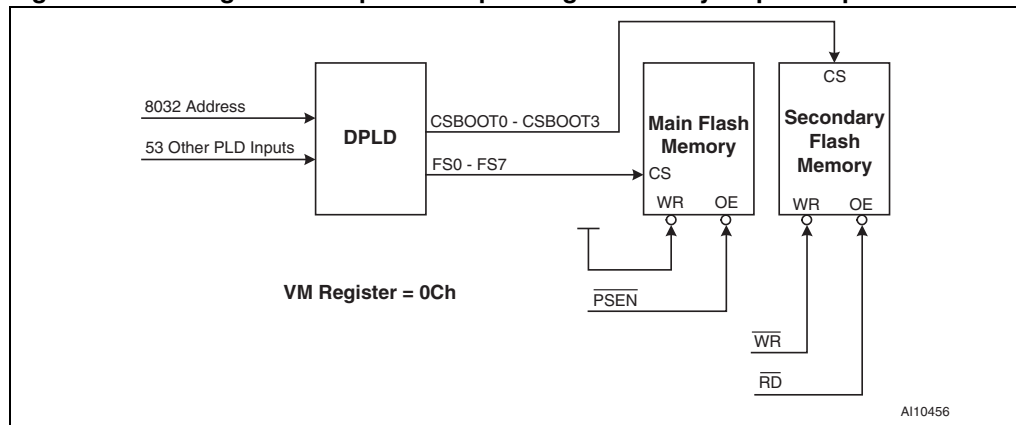 8032 Address
53 Other PLD Inputs
DPLD
CSBOOT0 - CSBOOT3
FS0 - FS7
Main Flash
Memory
CS
WR OE
CS
Secondary
Flash
Memory
WR OE
VM Register = 0Ch
PSEN
WR
RD
AI10456